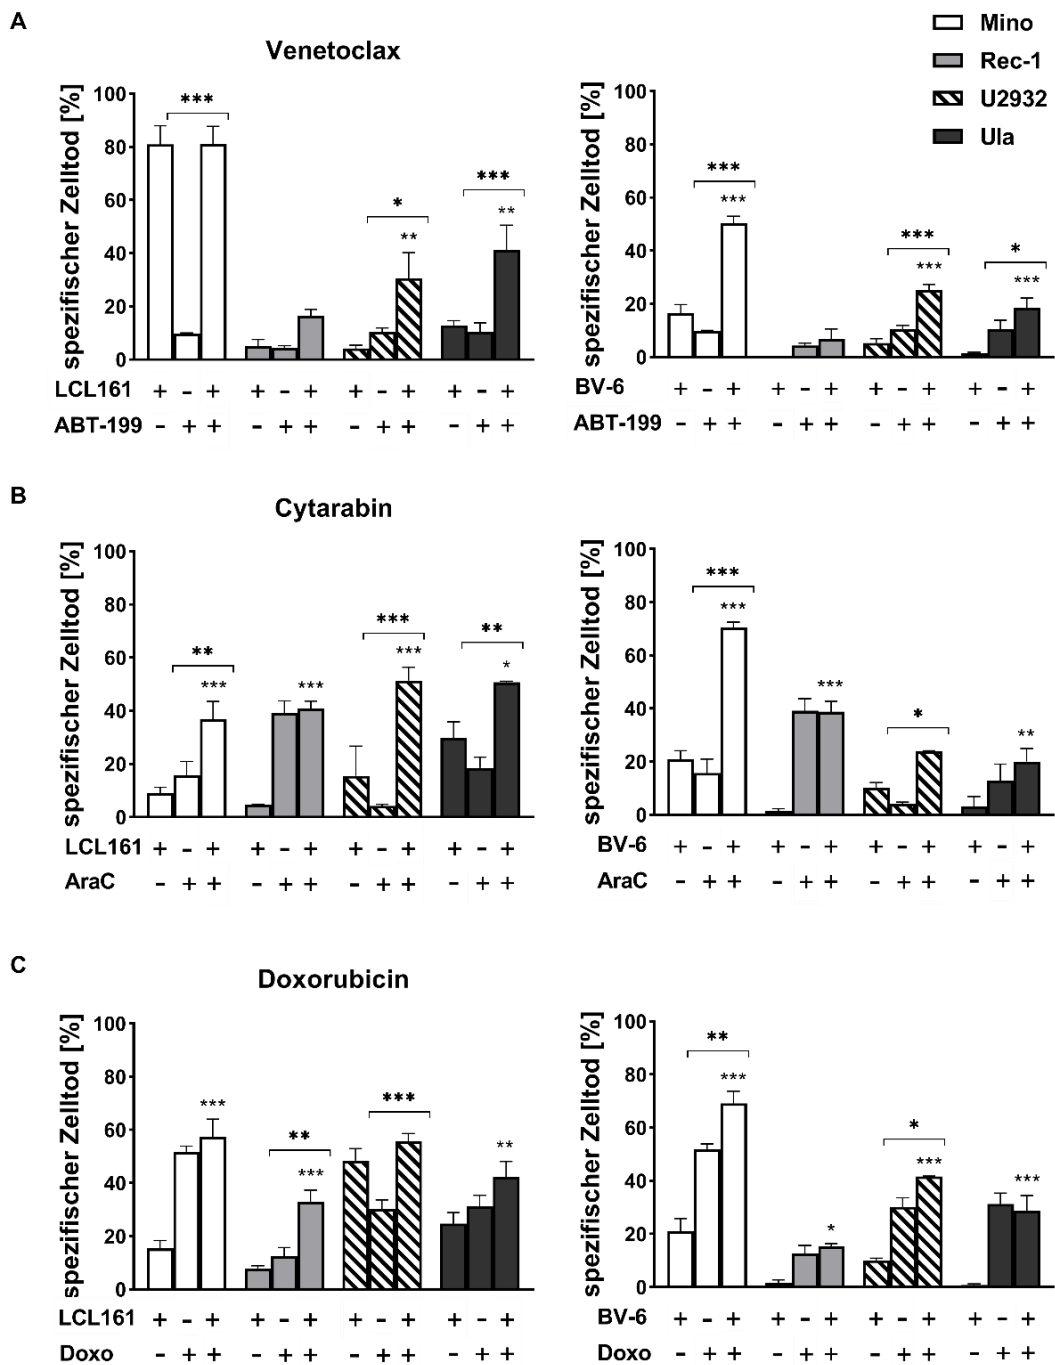 A
Venetoclax
Mino
Rec-1
U2932
Ula
spezifischer Zelltod [%]
100
80
60
40
20
0
*** * ** *** **
LCL161 + - + + - + + - + + - +
ABT-199 - + + - + + - + + - + +
spezifischer Zelltod [%]
100
80
60
40
20
0
*** *** *** *** * ***
BV-6 + - + + - + + - + + - +
ABT-199 - + + - + + - + + - + +
B
Cytarabin
spezifischer Zelltod [%]
100
80
60
40
20
0
** *** *** *** *** ** *
LCL161 + - + + - + + - + + - +
AraC - + + - + + - + + - + +
spezifischer Zelltod [%]
100
80
60
40
20
0
*** *** *** * **
BV-6 + - + + - + + - + + - +
AraC - + + - + + - + + - + +
C
Doxorubicin
spezifischer Zelltod [%]
100
80
60
40
20
0
*** ** *** *** **
LCL161 + - + + - + + - + + - +
Doxo - + + - + + - + + - + +
spezifischer Zelltod [%]
100
80
60
40
20
0
** *** * * *** ***
BV-6 + - + + - + + - + + - +
Doxo - + + - + + - + + - + +